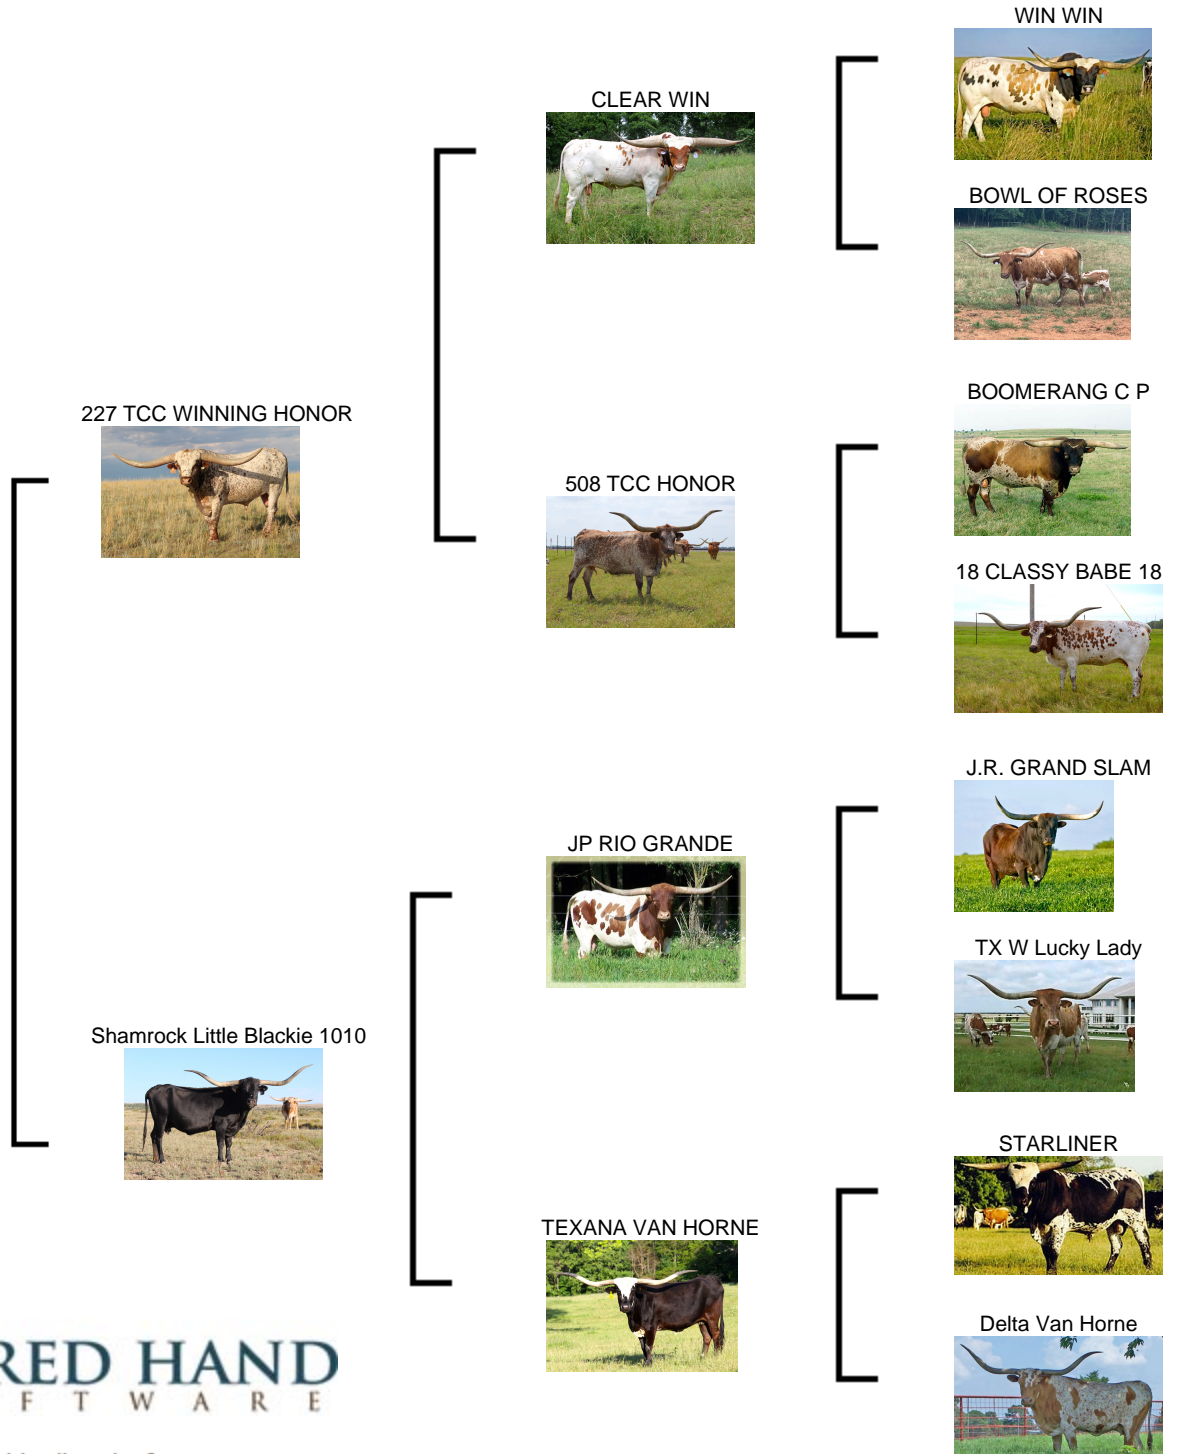 WIN WIN
CLEAR WIN
BOWL OF ROSES
BOOMERANG C P
227 TCC WINNING HONOR
508 TCC HONOR
18 CLASSY BABE 18
J.R. GRAND SLAM
JP RIO GRANDE
TX W Lucky Lady
Shamrock Little Blackie 1010
STARLINER
TEXANA VAN HORNE
Delta Van Horne
RED HAND
F T W A R E